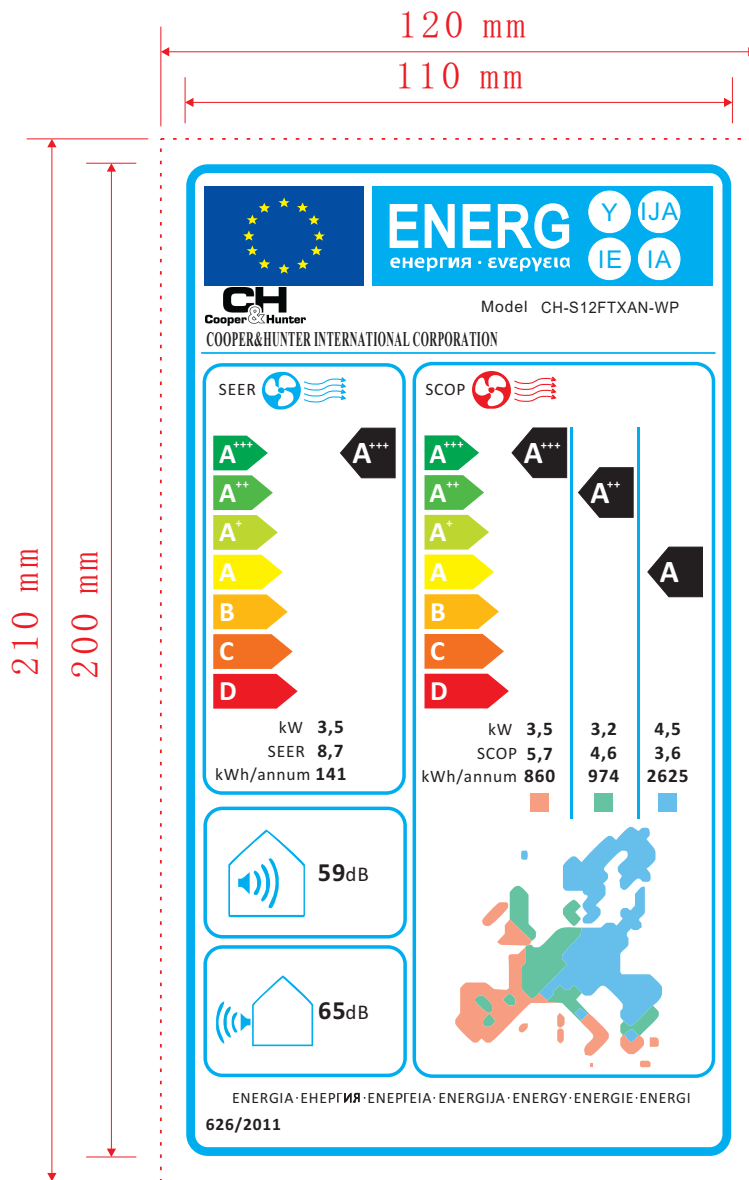 120 mm
110 mm
210 mm
200 mm
ENERG
енергия · ενεργεια
Y IJA
IE IA
CH
Cooper&Hunter
Model CH-S12FTXAN-WP
COOPER&HUNTER INTERNATIONAL CORPORATION
SEER
A+++ A+++
A++
A+
A
B
C
D
kW 3,5
SEER 8,7
kWh/annum 141
SCOP
A+++ A+++
A++ A++
A+
A A
B
C
D
kW 3,5 3,2 4,5
SCOP 5,7 4,6 3,6
kWh/annum 860 974 2625
59dB
65dB
ENERGIA·ЕНЕРГИЯ·ΕΝΕΡΓΕΙΑ·ENERGIJA·ENERGY·ENERGIE·ENERGI
626/2011